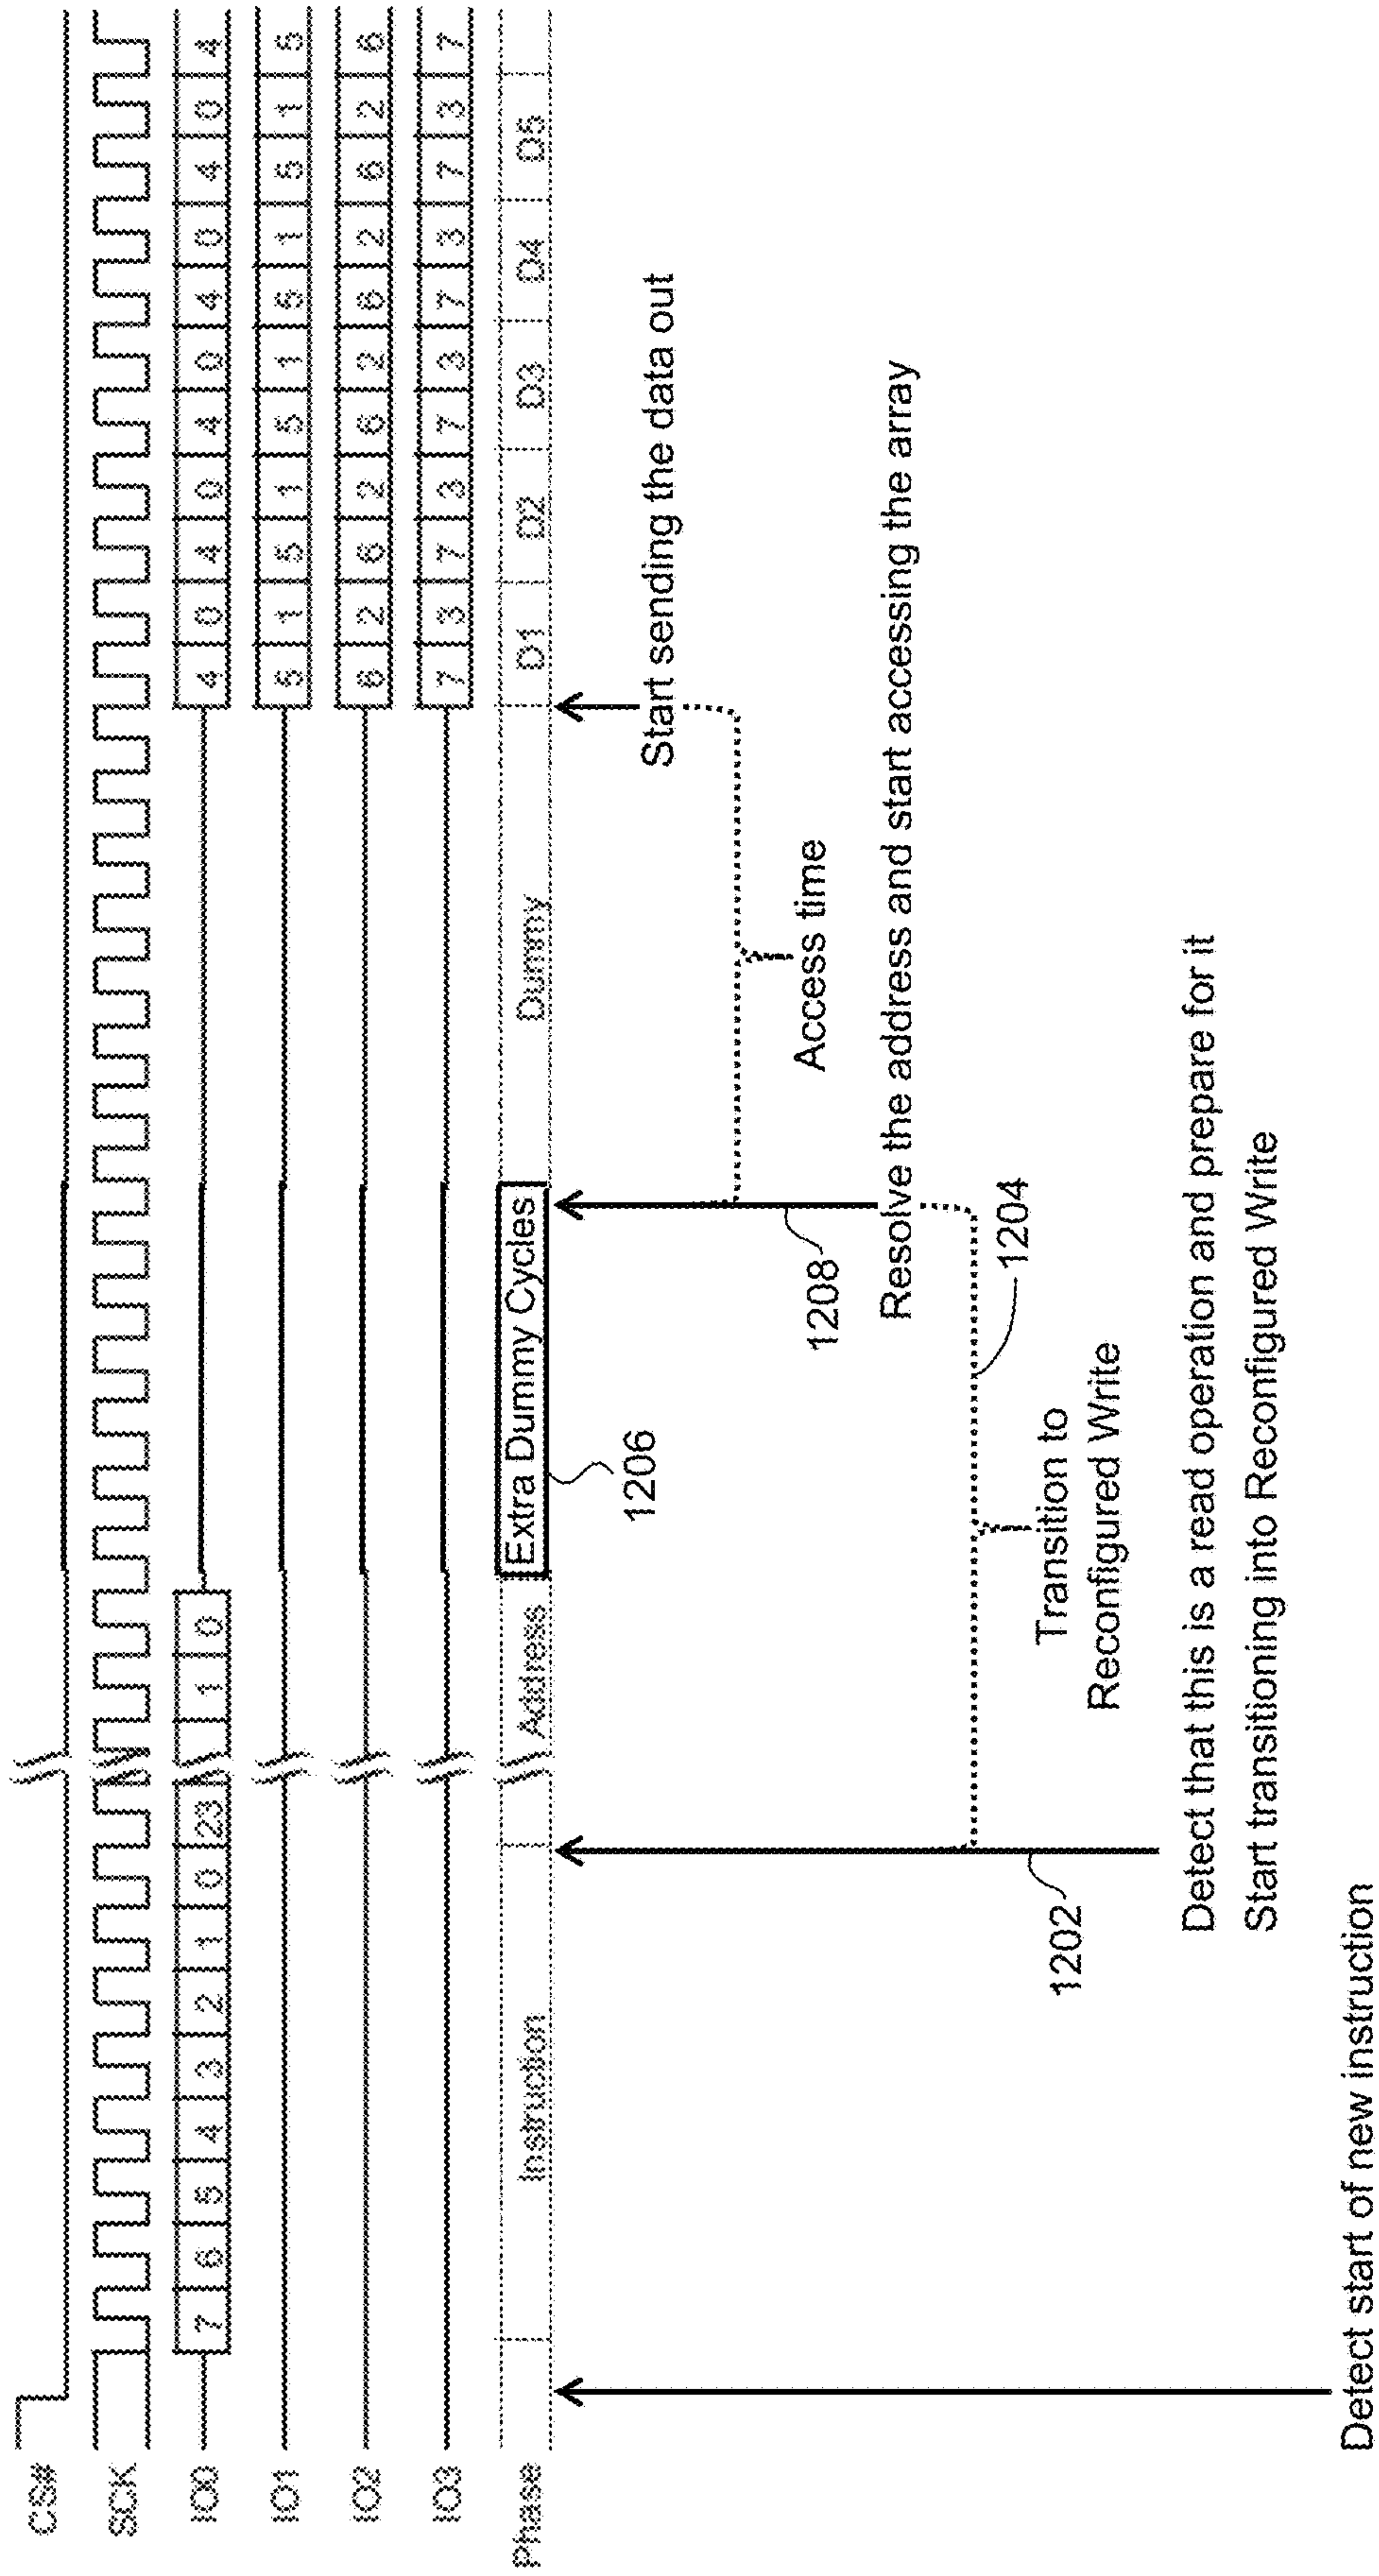 CS#
SCK
IO0 7 6 5 4 3 2 1 0 23 1 0 4 0 4 0 4 0 4 0 4 0 4
IO1 5 1 5 1 5 1 5 1 5 1 5
IO2 6 2 6 2 6 2 6 2 6 2 6
IO3 7 3 7 3 7 3 7 3 7 3 7
Phase Instruction Address Extra Dummy Cycles Dummy D1 D2 D3 D4 D5
1206
Start sending the data out
Access time
1208
Resolve the address and start accessing the array
1204
Transition to
Reconfigured Write
1202
Detect that this is a read operation and prepare for it
Start transitioning into Reconfigured Write
Detect start of new instruction